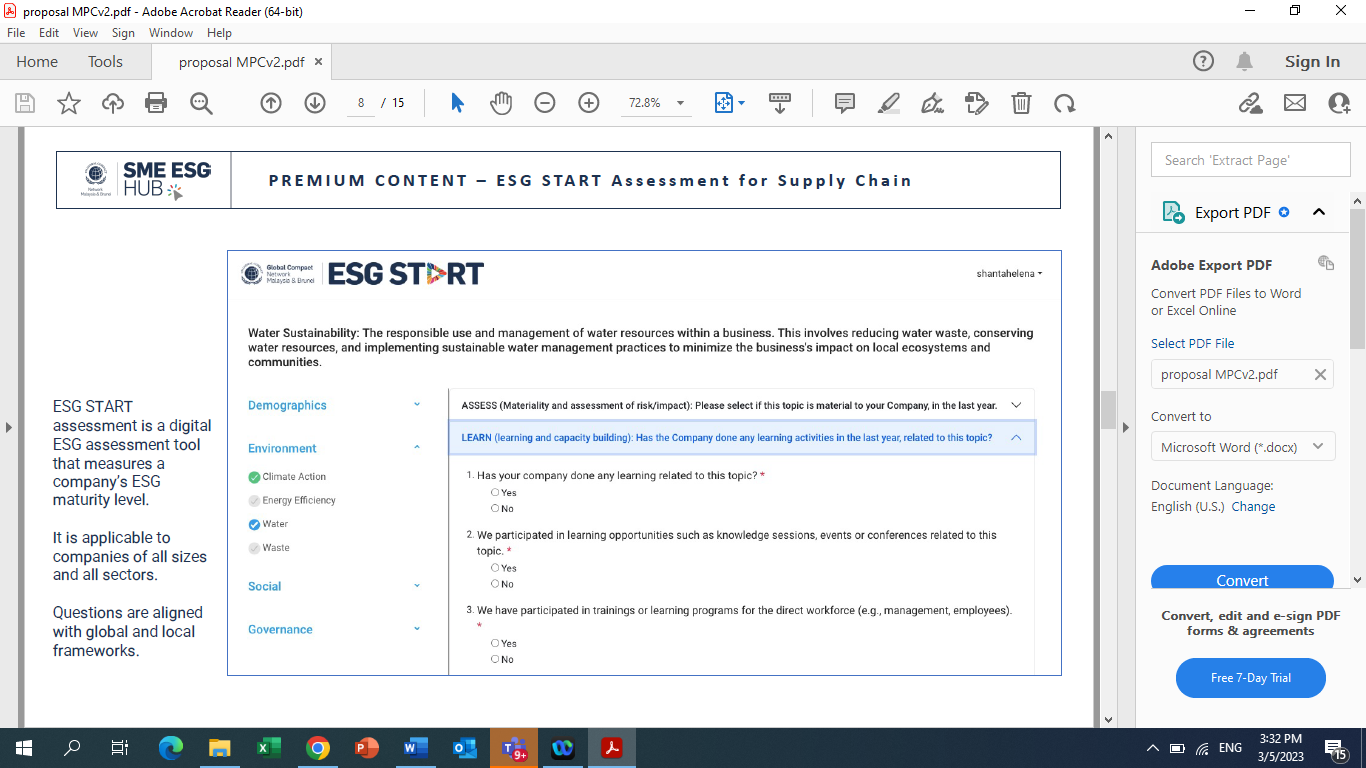 proposal MPCv2.pdf - Adobe Acrobat Reader (64-bit)
File Edit View Sign Window Help
Home Tools proposal MPCv2.pdf × Sign In
8 / 15 72.8%
SME ESG
HUB
Network
Malaysia & Brunei
PREMIUM CONTENT – ESG START Assessment for Supply Chain
Global Compact
Network
Malaysia & Brunei
ESG START
shantahelena
Water Sustainability: The responsible use and management of water resources within a business. This involves reducing water waste, conserving
water resources, and implementing sustainable water management practices to minimize the business's impact on local ecosystems and
communities.
ESG START
assessment is a digital
ESG assessment tool
that measures a
company's ESG
maturity level.
It is applicable to
companies of all sizes
and all sectors.
Questions are aligned
with global and local
frameworks.
Demographics
Environment
Climate Action
Energy Efficiency
Water
Waste
Social
Governance
ASSESS (Materiality and assessment of risk/impact): Please select if this topic is material to your Company, in the last year.
LEARN (learning and capacity building): Has the Company done any learning activities in the last year, related to this topic?
1. Has your company done any learning related to this topic? *
Yes
No
2. We participated in learning opportunities such as knowledge sessions, events or conferences related to this
topic. *
Yes
No
3. We have participated in trainings or learning programs for the direct workforce (e.g., management, employees).
*
Yes
No
Search 'Extract Page'
Export PDF
Adobe Export PDF
Convert PDF Files to Word
or Excel Online
Select PDF File
proposal MPCv2.pdf
Convert to
Microsoft Word (*.docx)
Document Language:
English (U.S.) Change
Convert
Convert, edit and e-sign PDF
forms & agreements
Free 7-Day Trial
9+
ENG
3:32 PM
3/5/2023
15